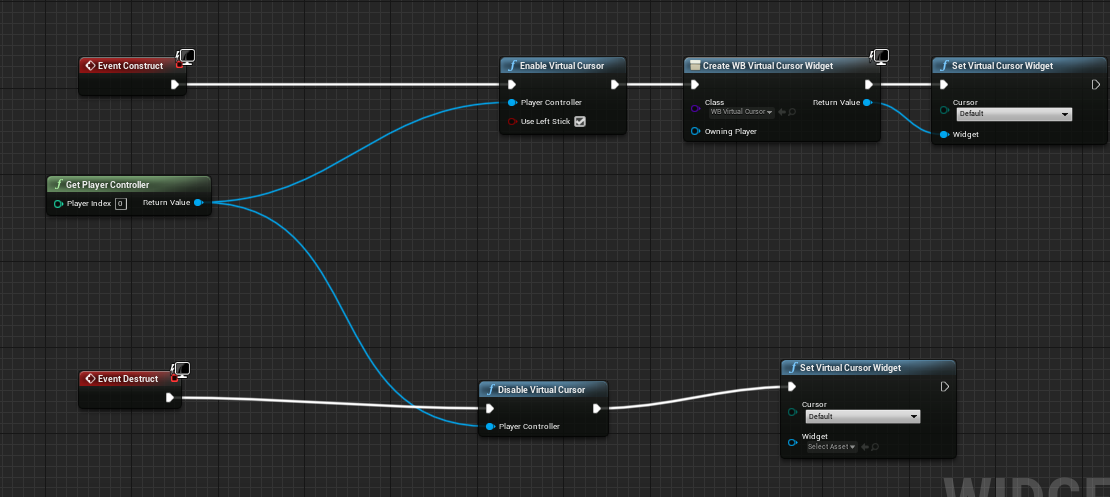 Event Construct
Enable Virtual Cursor
Player Controller
Use Left Stick
Create WB Virtual Cursor Widget
Class
WB Virtual Cursor
Return Value
Owning Player
Set Virtual Cursor Widget
Cursor
Default
Widget
Get Player Controller
Player Index 0 Return Value
Event Destruct
Disable Virtual Cursor
Player Controller
Set Virtual Cursor Widget
Cursor
Default
Widget
Select Asset